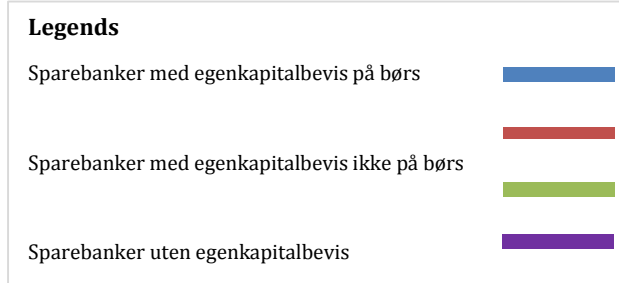 Legends
Sparebanker med egenkapitalbevis på børs
Sparebanker med egenkapitalbevis ikke på børs
Sparebanker uten egenkapitalbevis